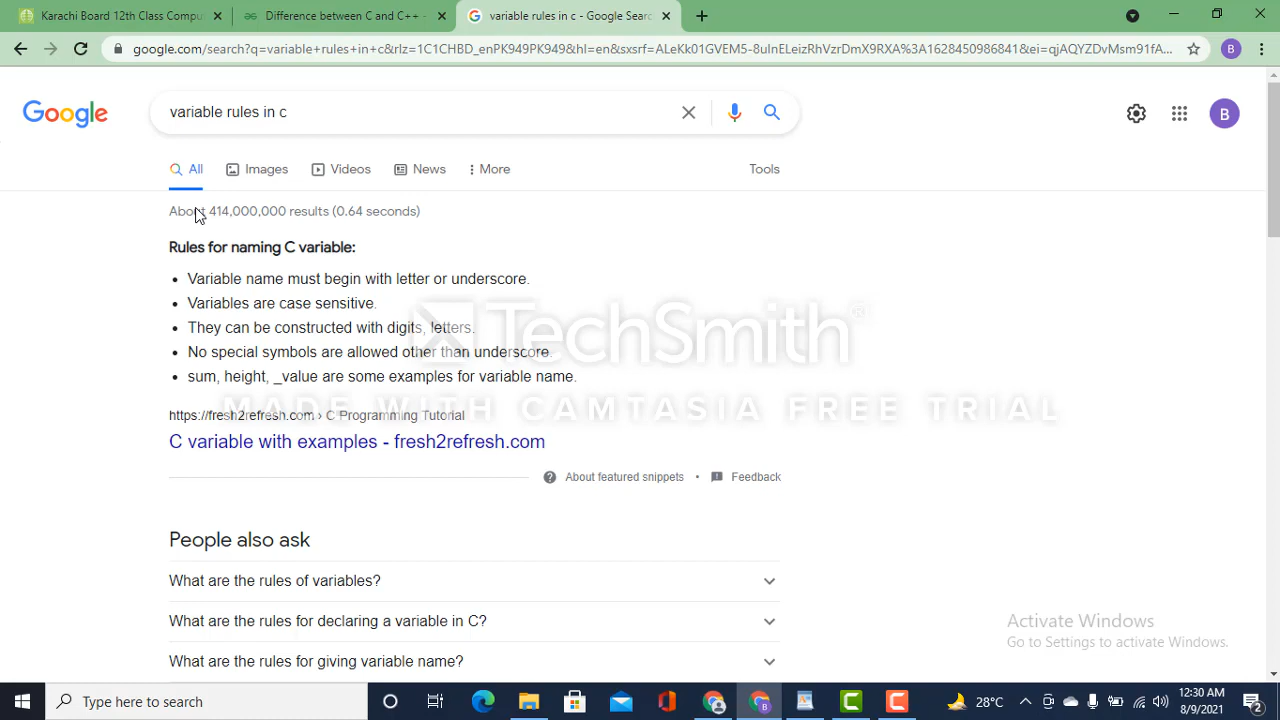 Karachi Board 12th Class Compu
Difference between C and C++ -
variable rules in c - Google Sear
google.com/search?q=variable+rules+in+c&rlz=1C1CHBD_enPK949PK949&hl=en&sxsrf=ALeKk01GVEM5-8ulnELeizRhVzrDmX9RXA%3A1628450986841&ei=qjAQYZDvMsm91fA...
B
Google
variable rules in c
B
All
Images
Videos
News
More
Tools
About 414,000,000 results (0.64 seconds)
Rules for naming C variable:
• Variable name must begin with letter or underscore.
• Variables are case sensitive.
• They can be constructed with digits, letters.
• No special symbols are allowed other than underscore.
• sum, height, _value are some examples for variable name.
TechSmith®
MADE WITH CAMTASIA FREE TRIAL
https://fresh2refresh.com › C Programming Tutorial
C variable with examples - fresh2refresh.com
About featured snippets • Feedback
People also ask
What are the rules of variables?
What are the rules for declaring a variable in C?
What are the rules for giving variable name?
Activate Windows
Go to Settings to activate Windows.
Type here to search
28°C
12:30 AM
8/9/2021
2